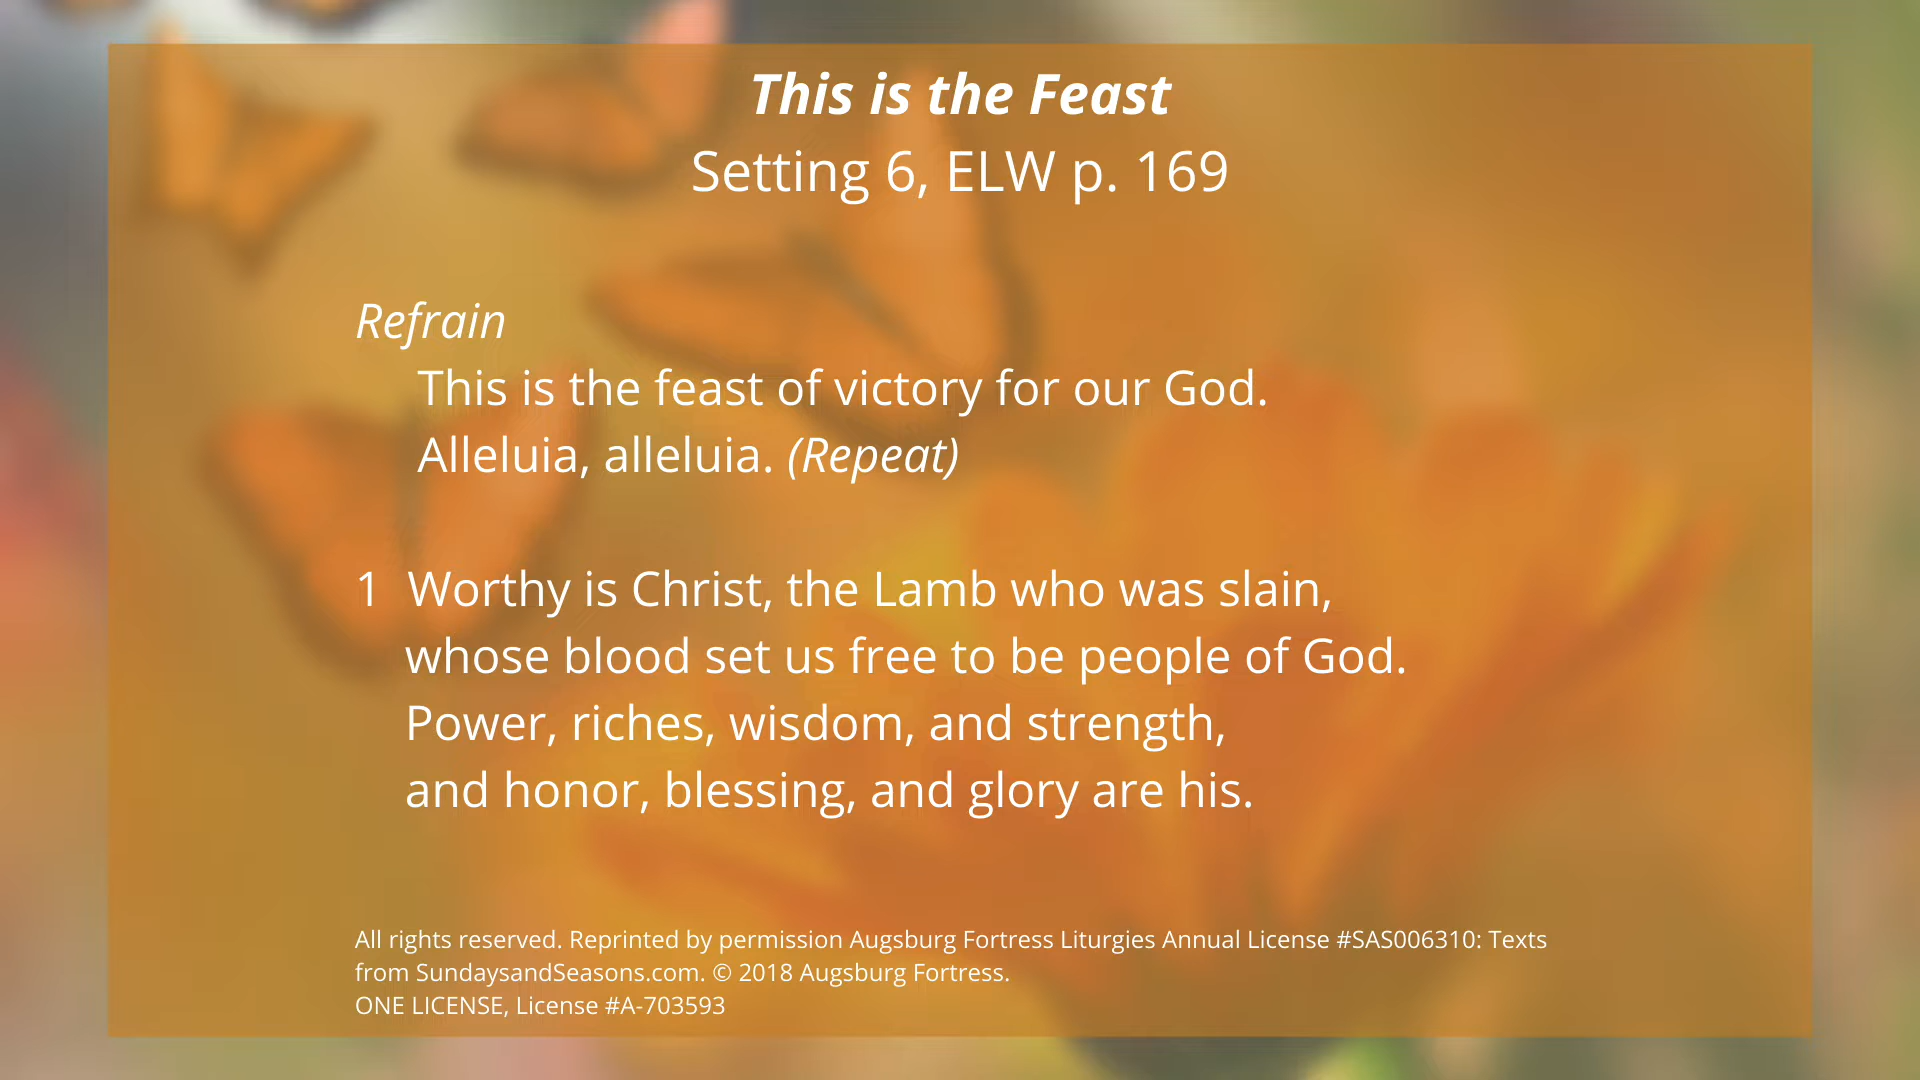 This is the Feast
Setting 6, ELW p. 169
Refrain
This is the feast of victory for our God.
Alleluia, alleluia. (Repeat)
1 Worthy is Christ, the Lamb who was slain,
whose blood set us free to be people of God.
Power, riches, wisdom, and strength,
and honor, blessing, and glory are his.
All rights reserved. Reprinted by permission Augsburg Fortress Liturgies Annual License #SAS006310: Texts
from SundaysandSeasons.com. © 2018 Augsburg Fortress.
ONE LICENSE, License #A-703593